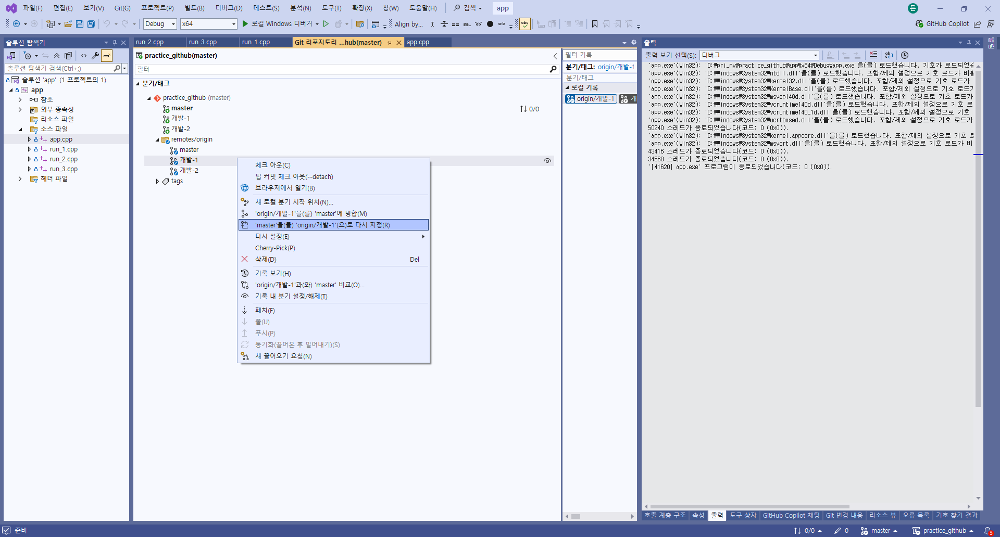 파일(F) 편집(E) 보기(V) Git(G) 프로젝트(P) 빌드(B) 디버그(D) 테스트(S) 분석(N) 도구(T) 확장(X) 창(W) 도움말(H) 검색 app
Debug x64 로컬 Windows 디버거 Align by... GitHub Copilot
솔루션 탐색기
솔루션 탐색기 검색(Ctrl+;)
솔루션 'app' (1 프로젝트의 1)
app
참조
외부 종속성
리소스 파일
소스 파일
app.cpp
run_1.cpp
run_2.cpp
run_3.cpp
헤더 파일
run_2.cpp run_3.cpp run_1.cpp Git 리포지토리 ...hub(master) app.cpp
practice_github(master)
필터
분기/태그
practice_github (master)
master 0/0
개발-1
개발-2
remotes/origin
master
개발-1
개발-2
tags
체크 아웃(C)
팁 커밋 체크 아웃(--detach)
브라우저에서 열기(B)
새 로컬 분기 시작 위치(N)...
'origin/개발-1'을(를) 'master'에 병합(M)
'master'을(를) 'origin/개발-1'(으)로 다시 지정(R)
다시 설정(E)
Cherry-Pick(P)
삭제(D) Del
기록 보기(H)
'origin/개발-1'과(와) 'master' 비교(O)...
기록 내 분기 설정/해제(T)
페치(F)
풀(U)
푸시(P)
동기화(끌어온 후 밀어내기)(S)
새 끌어오기 요청(N)
필터 기록
분기/태그: origin/개발-1
분기/태그
로컬 기록
origin/개발-1 개
출력
출력 보기 선택(S): 디버그
'app.exe'(Win32): 'D:₩prj_my₩practice_github₩app₩x64₩Debug₩app.exe'을(를) 로드했습니다. 기호가 로드되었습
'app.exe'(Win32): 'C:₩Windows₩System32₩ntdll.dll'을(를) 로드했습니다. 포함/제외 설정으로 기호 로드가 비활
'app.exe'(Win32): 'C:₩Windows₩System32₩kernel32.dll'을(를) 로드했습니다. 포함/제외 설정으로 기호 로드가
'app.exe'(Win32): 'C:₩Windows₩System32₩KernelBase.dll'을(를) 로드했습니다. 포함/제외 설정으로 기호 로드가
'app.exe'(Win32): 'C:₩Windows₩System32₩msvcp140d.dll'을(를) 로드했습니다. 포함/제외 설정으로 기호 로드가
'app.exe'(Win32): 'C:₩Windows₩System32₩vcruntime140d.dll'을(를) 로드했습니다. 포함/제외 설정으로 기호 로
'app.exe'(Win32): 'C:₩Windows₩System32₩vcruntime140_1d.dll'을(를) 로드했습니다. 포함/제외 설정으로 기호
'app.exe'(Win32): 'C:₩Windows₩System32₩ucrtbased.dll'을(를) 로드했습니다. 포함/제외 설정으로 기호 로드가
50240 스레드가 종료되었습니다(코드: 0 (0x0)).
'app.exe'(Win32): 'C:₩Windows₩System32₩kernel.appcore.dll'을(를) 로드했습니다. 포함/제외 설정으로 기호 로
'app.exe'(Win32): 'C:₩Windows₩System32₩msvcrt.dll'을(를) 로드했습니다. 포함/제외 설정으로 기호 로드가 비
43416 스레드가 종료되었습니다(코드: 0 (0x0)).
34568 스레드가 종료되었습니다(코드: 0 (0x0)).
'[41620] app.exe' 프로그램이 종료되었습니다(코드: 0 (0x0)).
호출 계층 구조 속성 출력 도구 상자 GitHub Copilot 채팅 Git 변경 내용 리소스 뷰 오류 목록 기호 찾기 결과
알림
준비 0/0 0 master practice_github 3